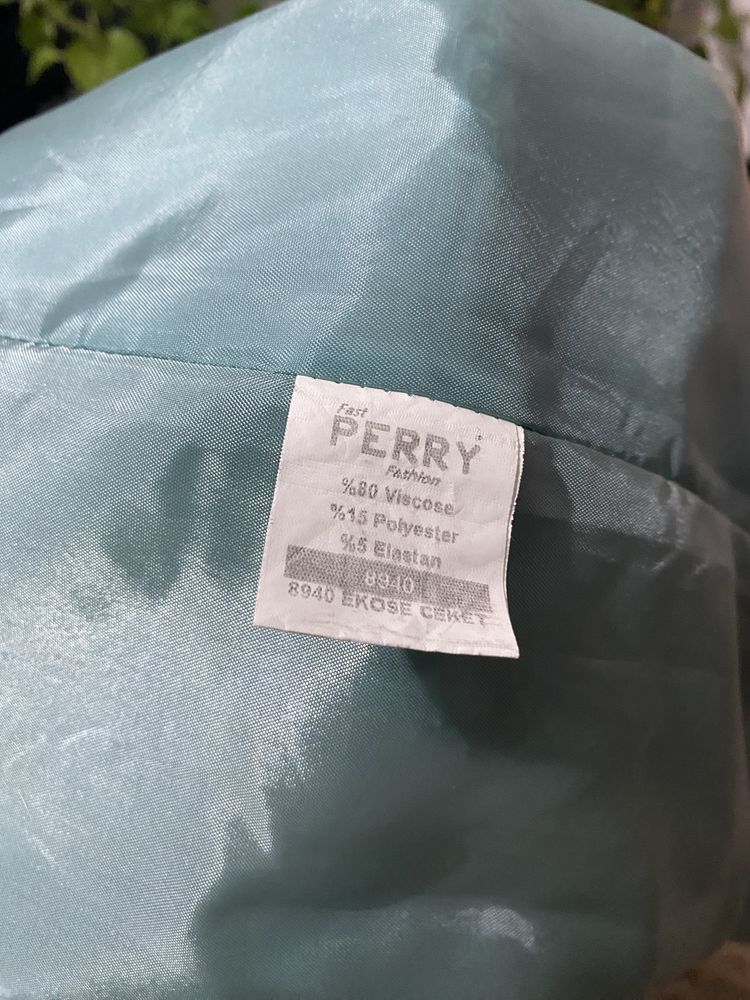 Fast
PERRY
Fashion
%80 Viscose
%15 Polyester
%5 Elastan
8940
8940 EKOSE CEKET